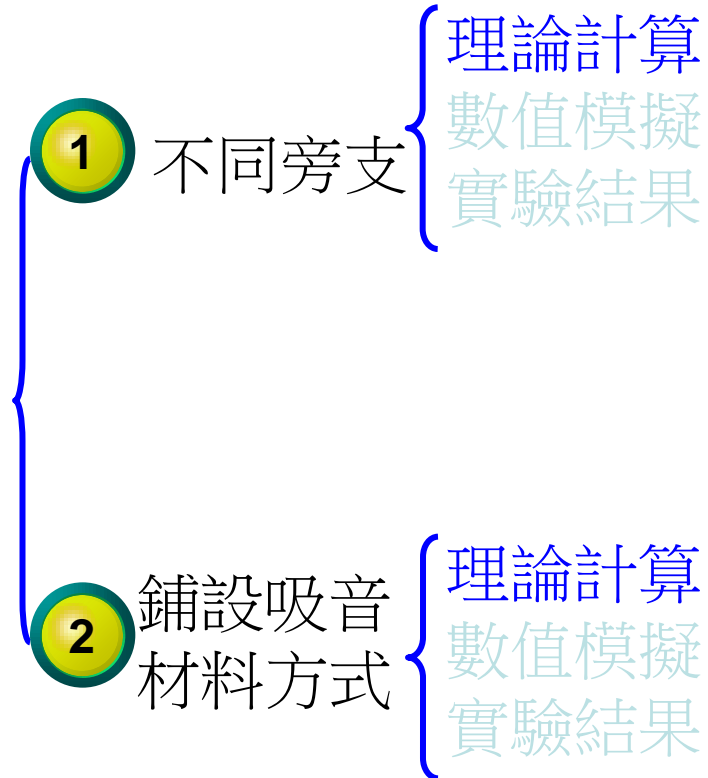 1
不同旁支
理論計算
數值模擬
實驗結果
2
鋪設吸音
材料方式
理論計算
數值模擬
實驗結果